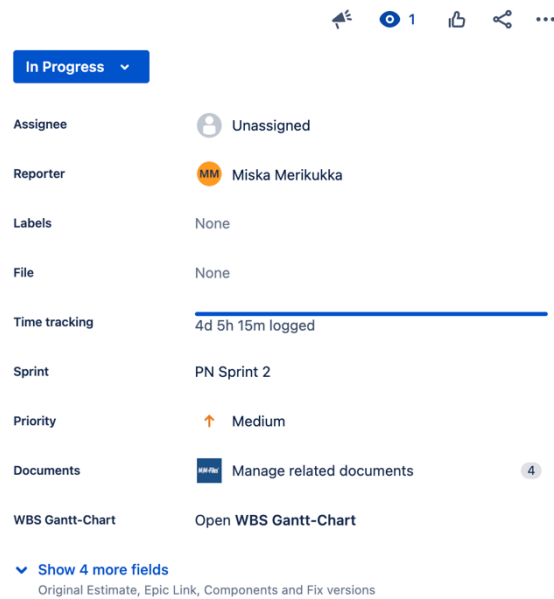 1
In Progress
Assignee
Unassigned
Reporter
MM
Miska Merikukka
Labels
None
File
None
Time tracking
4d 5h 15m logged
Sprint
PN Sprint 2
Priority
Medium
Documents
M-Files
Manage related documents
4
WBS Gantt-Chart
Open WBS Gantt-Chart
Show 4 more fields
Original Estimate, Epic Link, Components and Fix versions